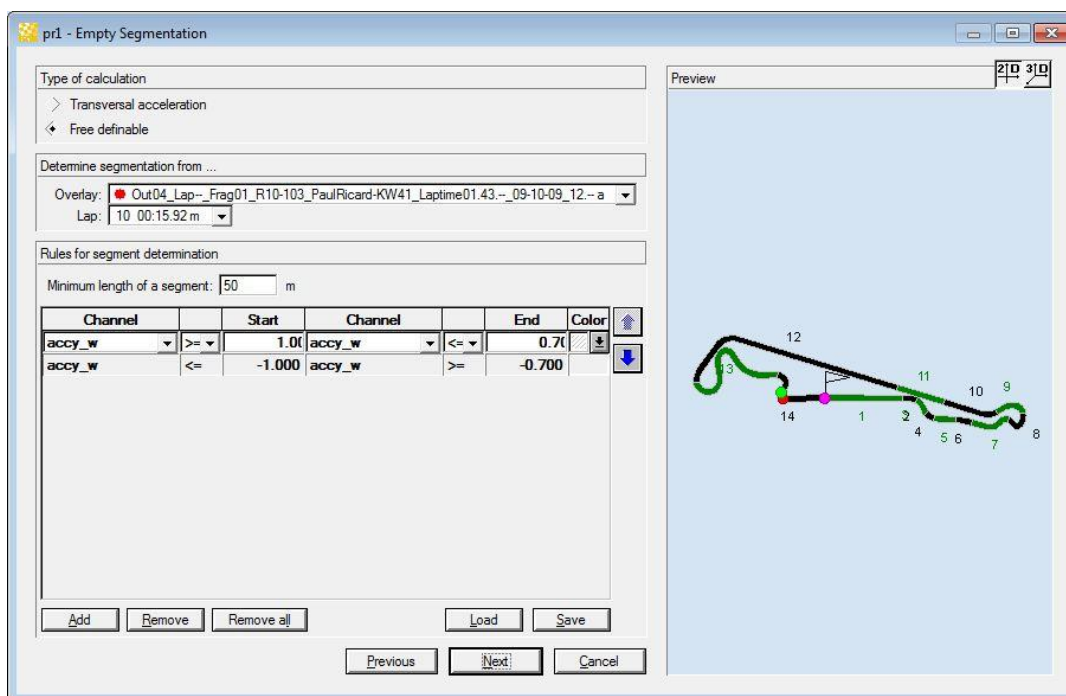 pr1 - Empty Segmentation
Type of calculation
Transversal acceleration
Free definable
Determine segmentation from ...
Overlay: Out04_Lap--_Frag01_R10-103_PaulRicard-KW41_Laptime01.43.--_09-10-09_12.-- a
Lap: 10 00:15.92 m
Rules for segment determination
Minimum length of a segment: 50 m
Channel Start Channel End Color
accy_w >= 1.00 accy_w <= 0.70
accy_w <= -1.000 accy_w >= -0.700
Add Remove Remove all Load Save
Previous Next Cancel
Preview
2D 3D
12
13
11
10
9
14
1
2
4
5
6
7
8